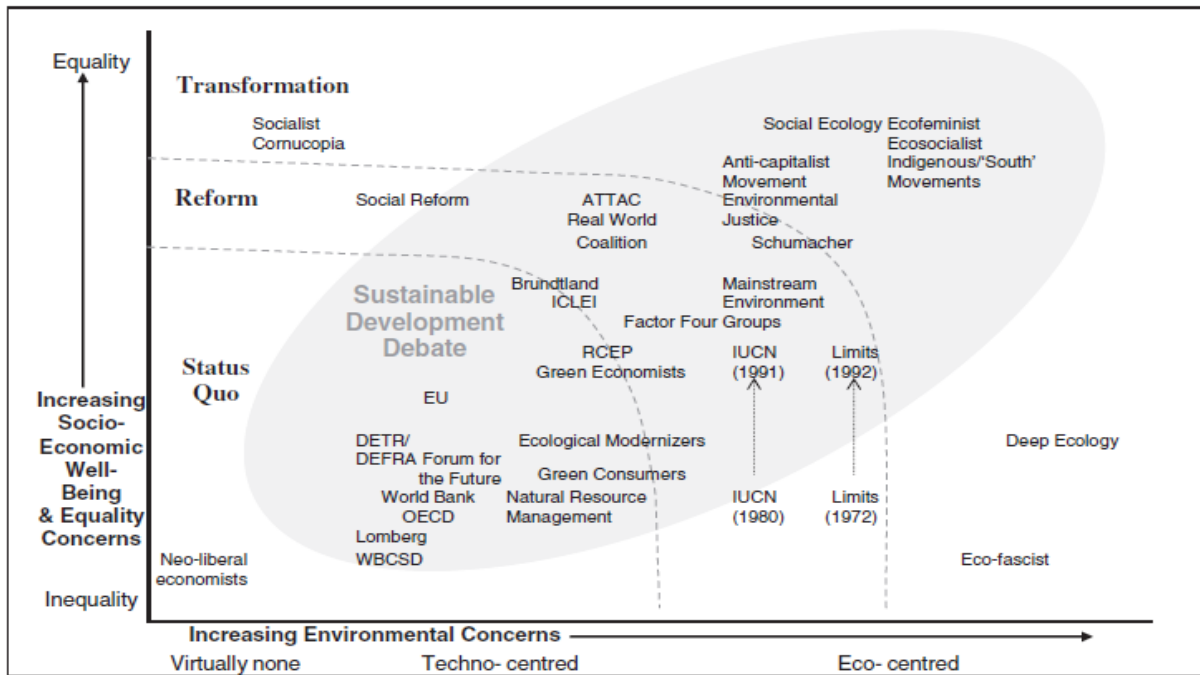 Equality
Transformation
Socialist
Cornucopia
Social Ecology Ecofeminist
Ecosocialist
Indigenous/'South'
Movements
Anti-capitalist
Movement
Environmental
Justice
Reform
Social Reform
ATTAC
Real World
Coalition
Schumacher
Brundtland
ICLEI
Mainstream
Environment
Sustainable
Development
Debate
Factor Four Groups
Status
Quo
RCEP
Green Economists
IUCN
(1991)
Limits
(1992)
EU
Increasing
Socio-
Economic
Well-
Being
& Equality
Concerns
DETR/
DEFRA Forum for
the Future
Ecological Modernizers
Green Consumers
Deep Ecology
World Bank
OECD
Natural Resource
Management
IUCN
(1980)
Limits
(1972)
Lomberg
WBCSD
Neo-liberal
economists
Eco-fascist
Inequality
Increasing Environmental Concerns
Virtually none
Techno- centred
Eco- centred